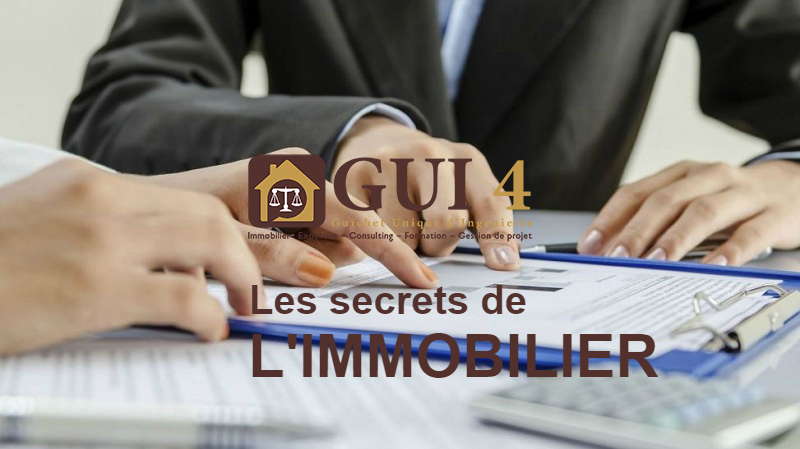 GUI 4
Guichet Unique d'Ingénierie
Immobilier - Expertise - Consulting – Formation – Gestion de projet
Les secrets de
L'IMMOBILIER